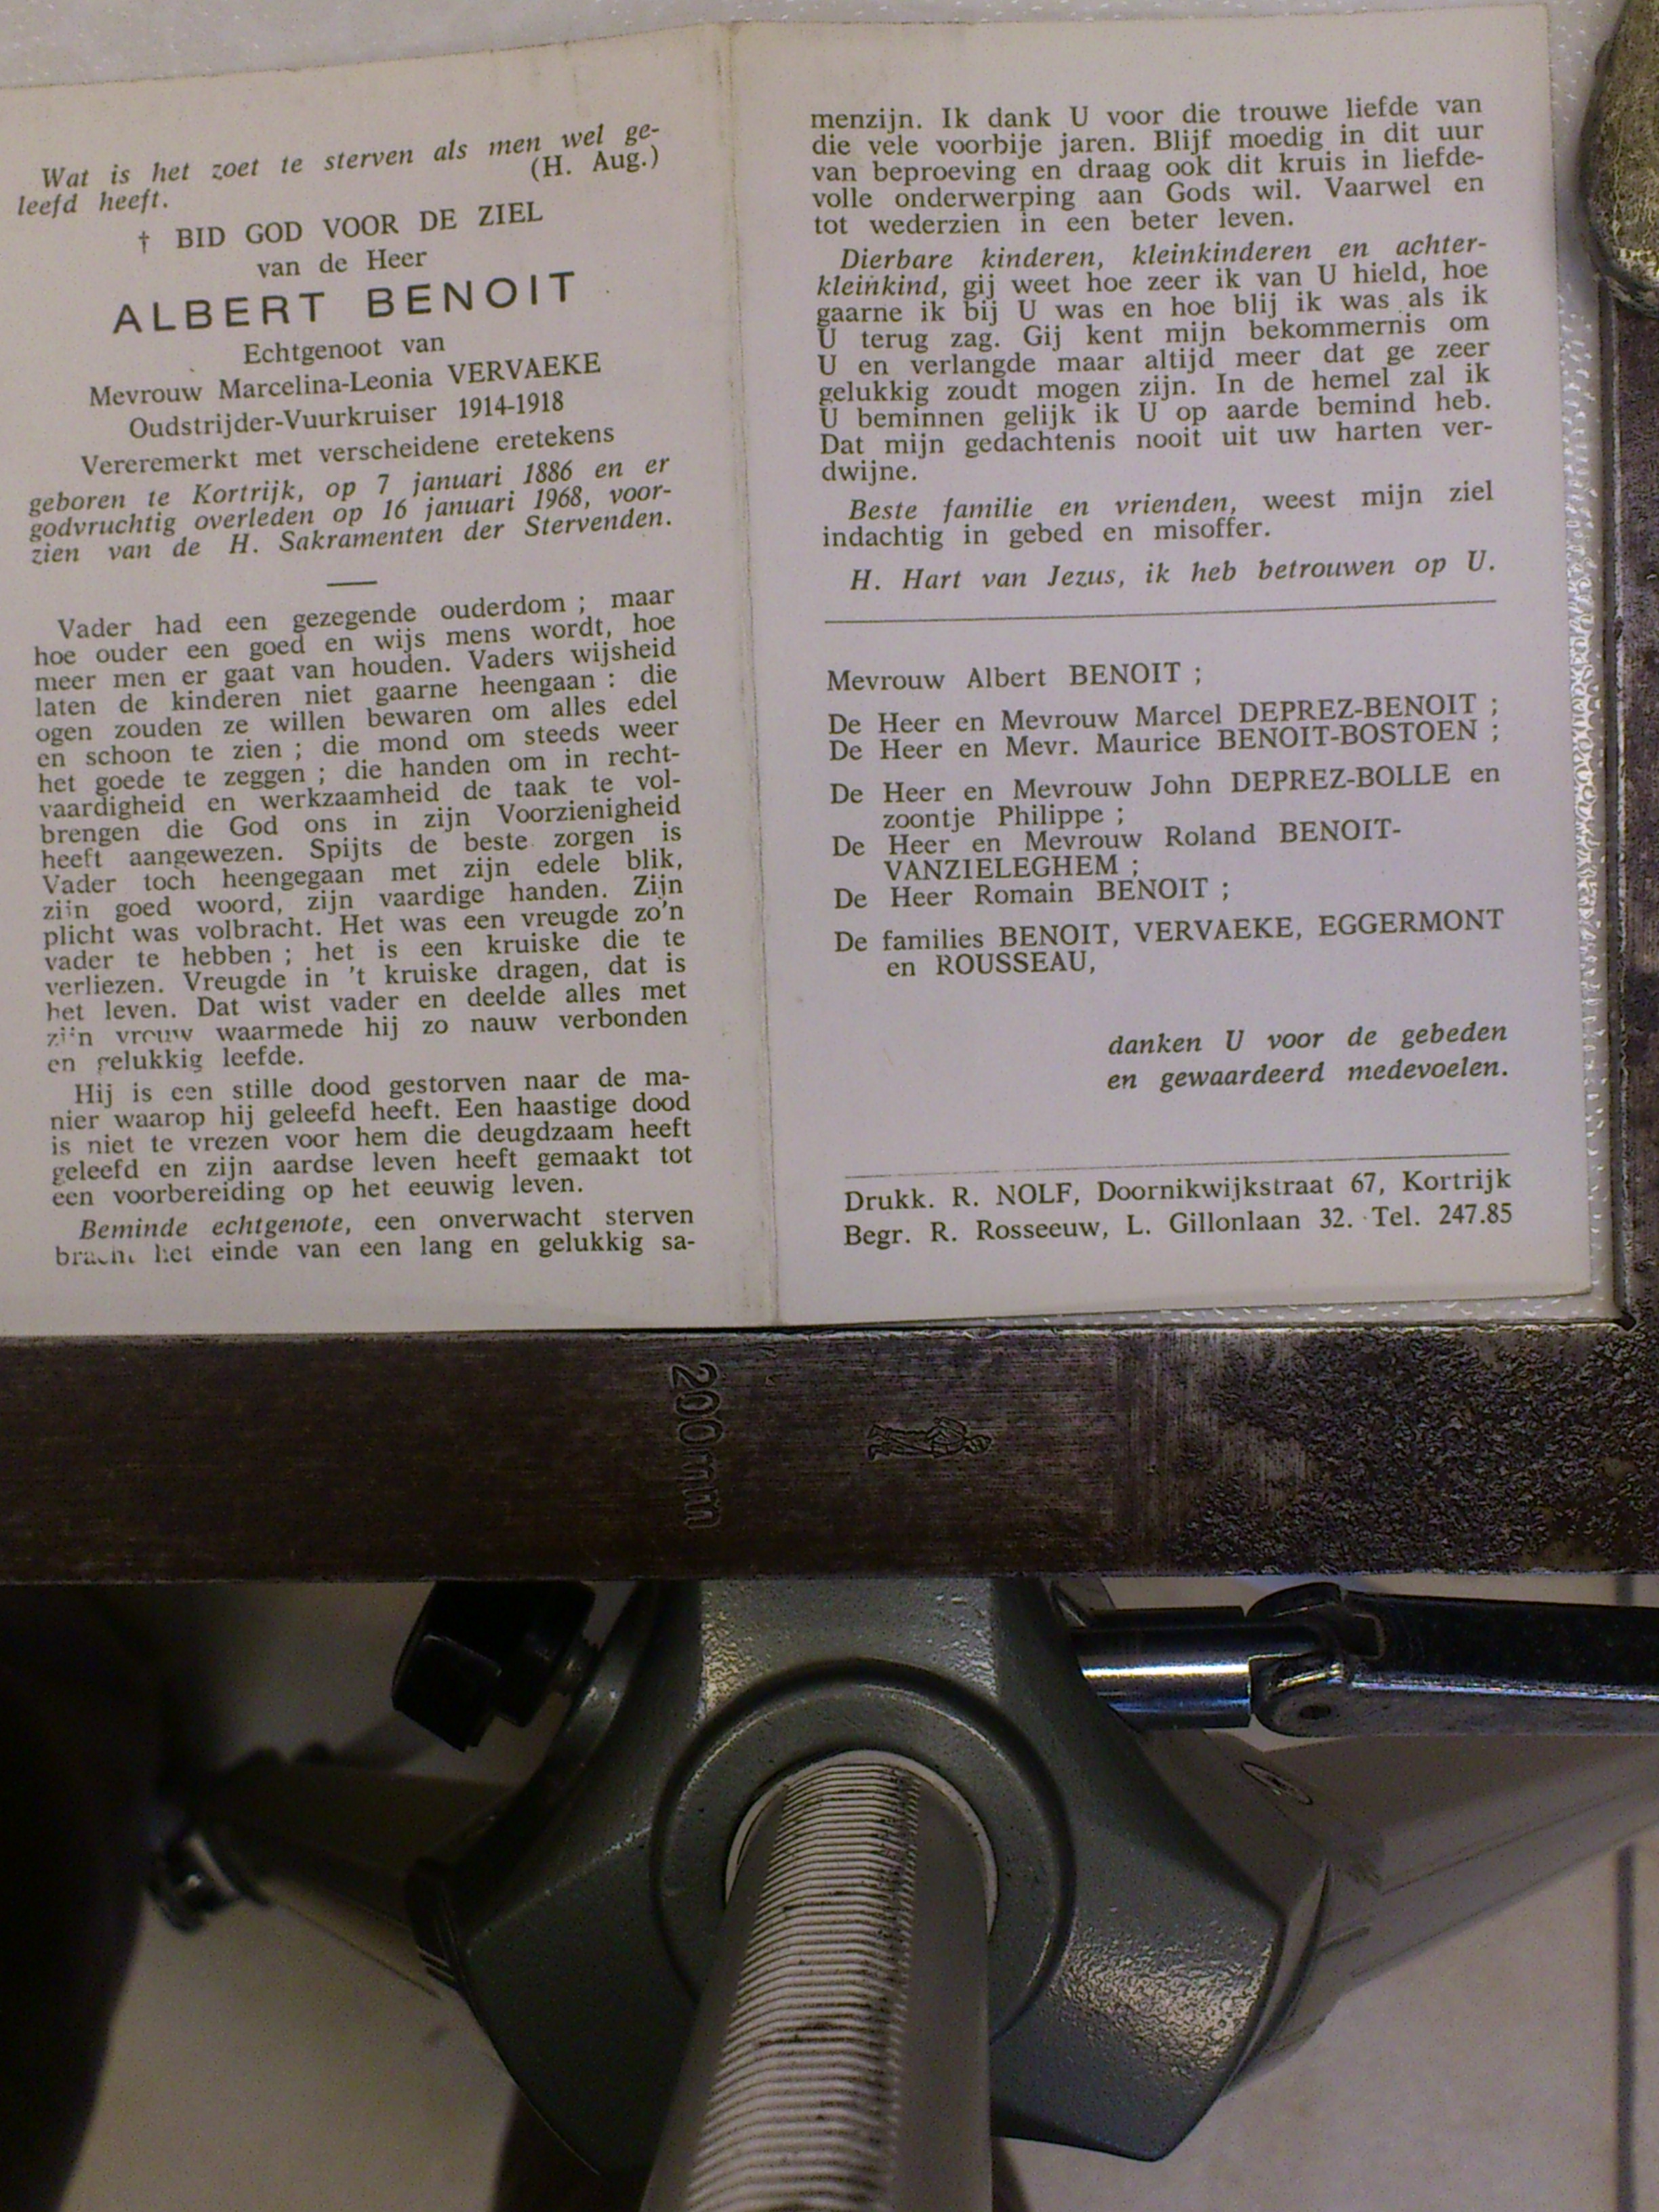 Wat is het zoet te sterven als men wel ge-
leefd heeft. (H. Aug.)
† BID GOD VOOR DE ZIEL
van de Heer
ALBERT BENOIT
Echtgenoot van
Mevrouw Marcelina-Leonia VERVAEKE
Oudstrijder-Vuurkruiser 1914-1918
Vereremerkt met verscheidene eretekens
geboren te Kortrijk, op 7 januari 1886 en er
godvruchtig overleden op 16 januari 1968, voor-
zien van de H. Sakramenten der Stervenden.
Vader had een gezegende ouderdom ; maar
hoe ouder een goed en wijs mens wordt, hoe
meer men er gaat van houden. Vaders wijsheid
laten de kinderen niet gaarne heengaan : die
ogen zouden ze willen bewaren om alles edel
en schoon te zien ; die mond om steeds weer
het goede te zeggen ; die handen om in recht-
vaardigheid en werkzaamheid de taak te vol-
brengen die God ons in zijn Voorzienigheid
heeft aangewezen. Spijts de beste zorgen is
Vader toch heengegaan met zijn edele blik,
zijn goed woord, zijn vaardige handen. Zijn
plicht was volbracht. Het was een vreugde zo'n
vader te hebben ; het is een kruiske die te
verliezen. Vreugde in 't kruiske dragen, dat is
het leven. Dat wist vader en deelde alles met
zijn vrouw waarmede hij zo nauw verbonden
en gelukkig leefde.
Hij is een stille dood gestorven naar de ma-
nier waarop hij geleefd heeft. Een haastige dood
is niet te vrezen voor hem die deugdzaam heeft
geleefd en zijn aardse leven heeft gemaakt tot
een voorbereiding op het eeuwig leven.
Beminde echtgenote, een onverwacht sterven
bracht het einde van een lang en gelukkig sa-
menzijn. Ik dank U voor die trouwe liefde van
die vele voorbije jaren. Blijf moedig in dit uur
van beproeving en draag ook dit kruis in liefde-
volle onderwerping aan Gods wil. Vaarwel en
tot wederzien in een beter leven.
Dierbare kinderen, kleinkinderen en achter-
kleinkind, gij weet hoe zeer ik van U hield, hoe
gaarne ik bij U was en hoe blij ik was als ik
U terug zag. Gij kent mijn bekommernis om
U en verlangde maar altijd meer dat ge zeer
gelukkig zoudt mogen zijn. In de hemel zal ik
U beminnen gelijk ik U op aarde bemind heb.
Dat mijn gedachtenis nooit uit uw harten ver-
dwijne.
Beste familie en vrienden, weest mijn ziel
indachtig in gebed en misoffer.
H. Hart van Jezus, ik heb betrouwen op U.
Mevrouw Albert BENOIT ;
De Heer en Mevrouw Marcel DEPREZ-BENOIT ;
De Heer en Mevr. Maurice BENOIT-BOSTOEN ;
De Heer en Mevrouw John DEPREZ-BOLLE en
zoontje Philippe ;
De Heer en Mevrouw Roland BENOIT-
VANZIELEGHEM ;
De Heer Romain BENOIT ;
De families BENOIT, VERVAEKE, EGGERMONT
en ROUSSEAU,
danken U voor de gebeden
en gewaardeerd medevoelen.
Drukk. R. NOLF, Doornikwijkstraat 67, Kortrijk
Begr. R. Rosseeuw, L. Gillonlaan 32. Tel. 247.85
200mm